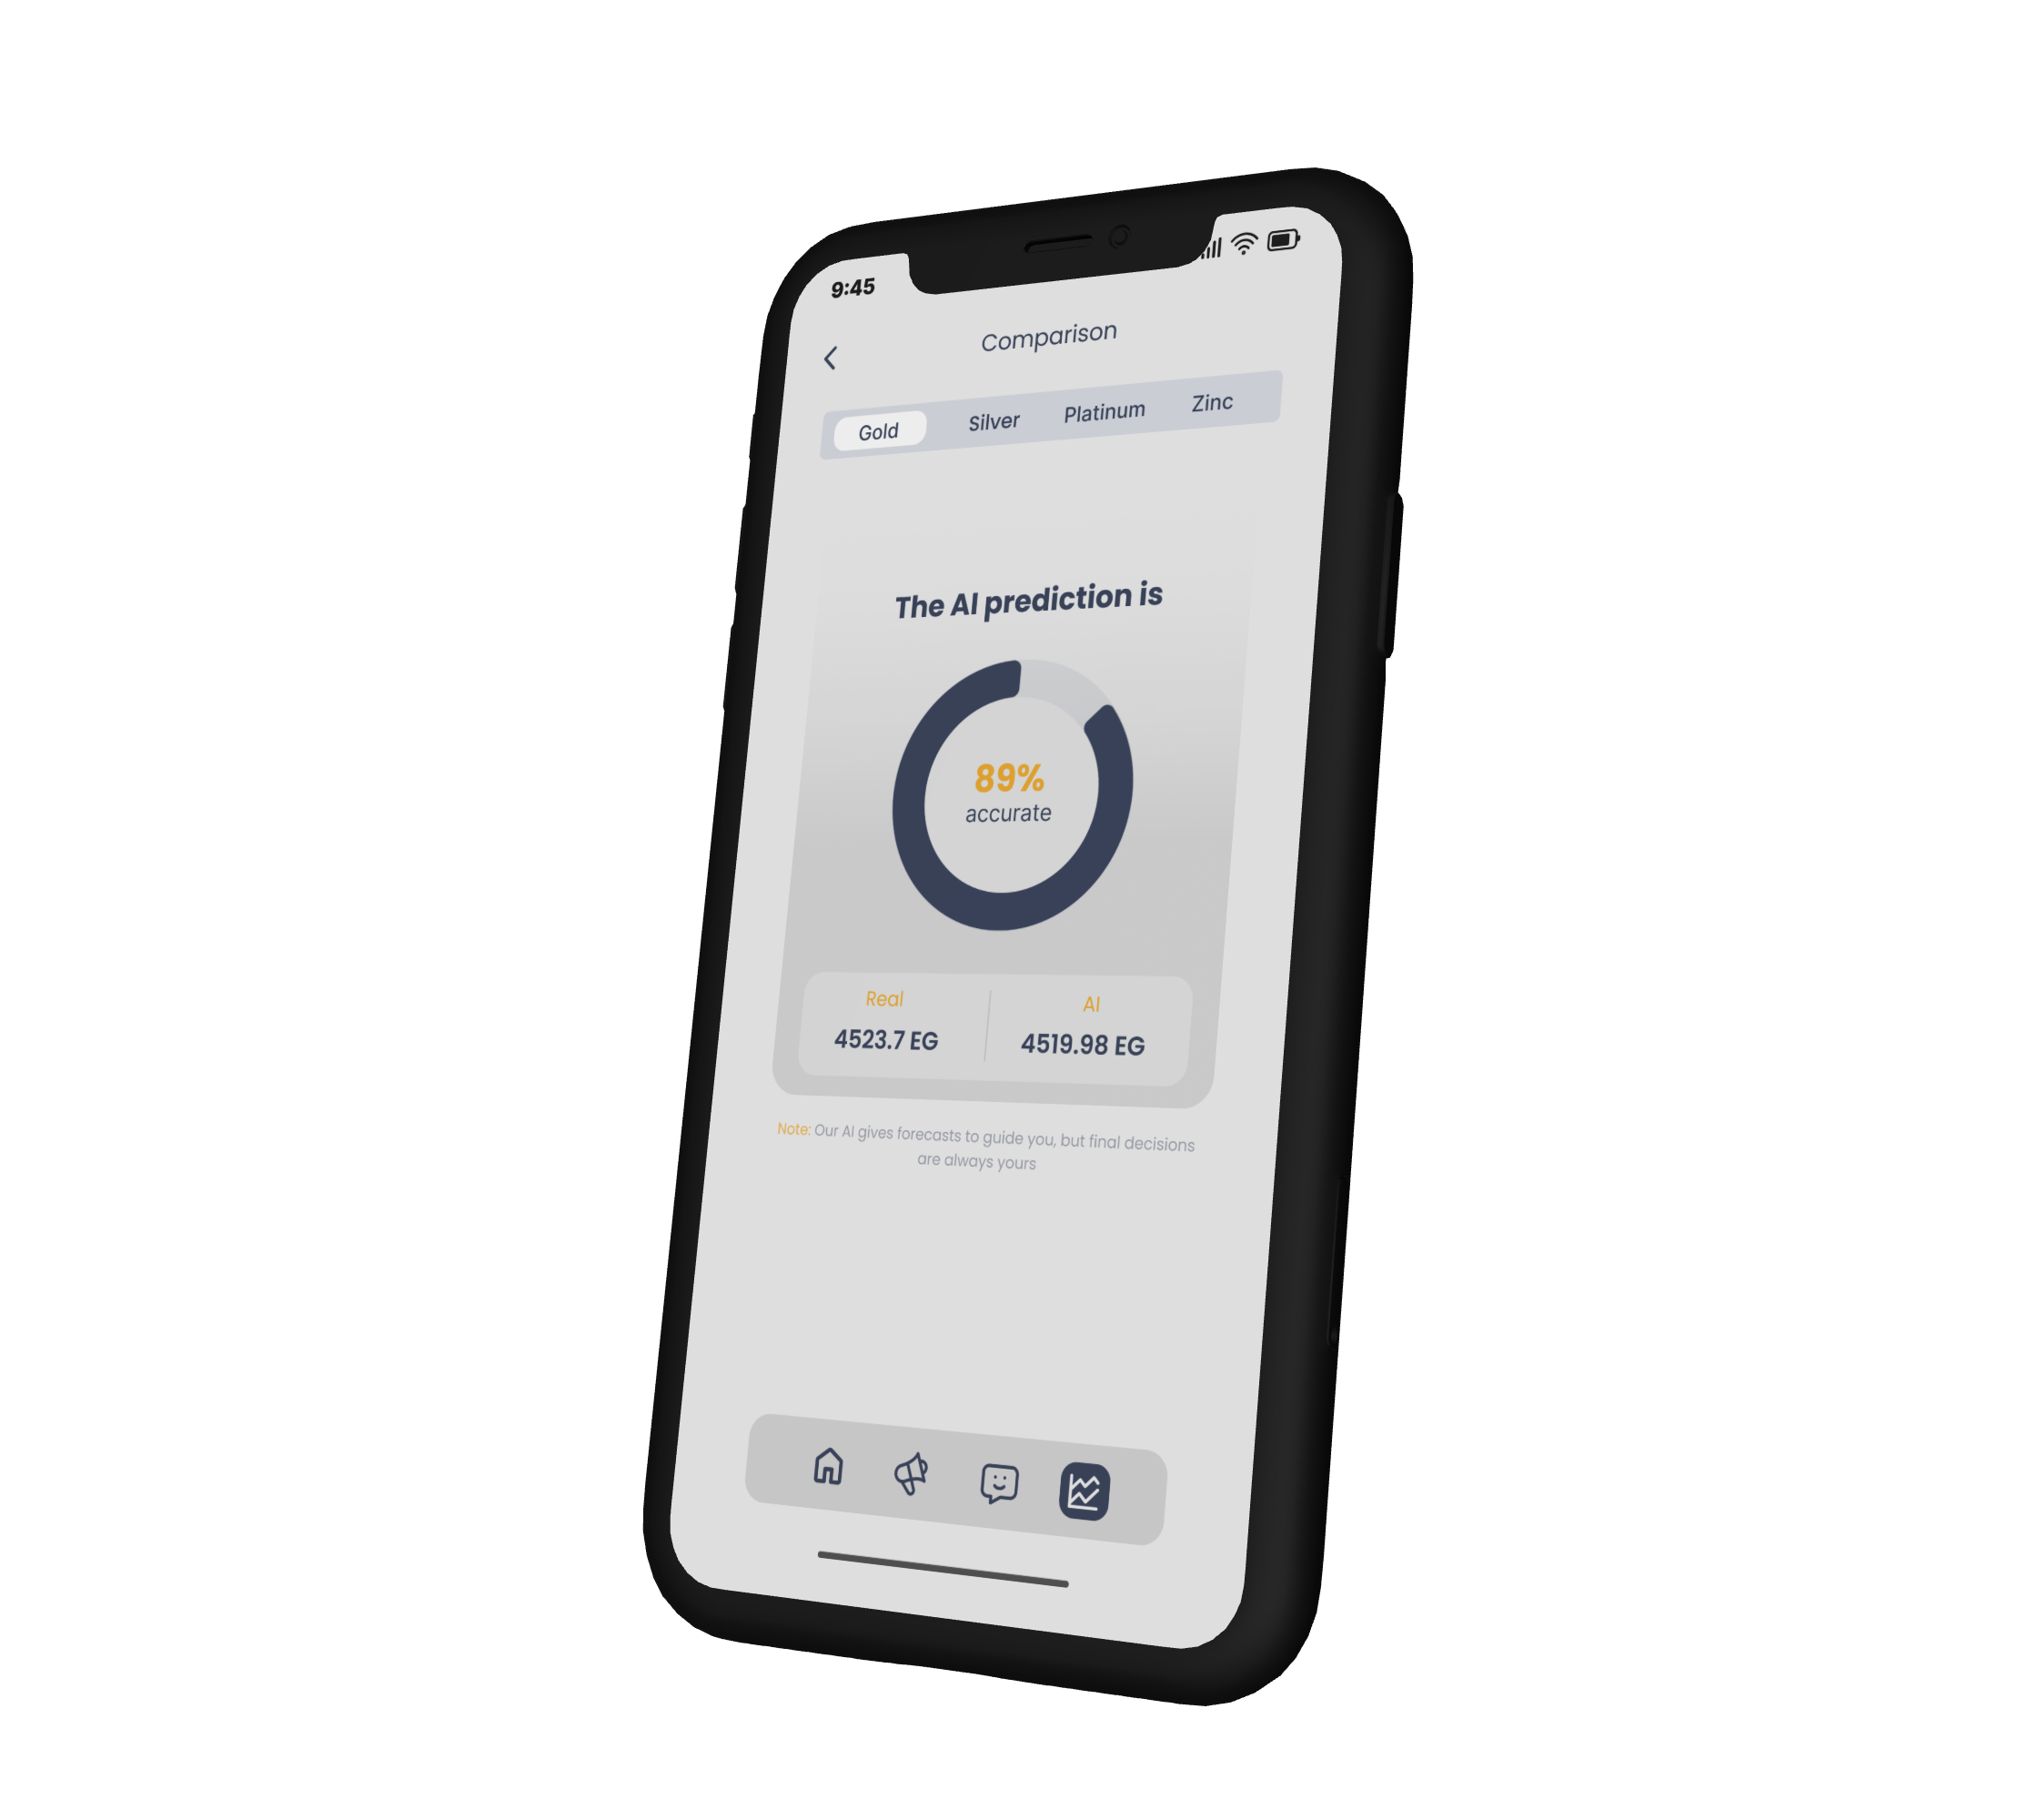 9:45
Comparison
Gold Silver Platinum Zinc
The AI prediction is
89%
accurate
Real AI
4523.7 EG 4519.98 EG
Note: Our AI gives forecasts to guide you, but final decisions
are always yours